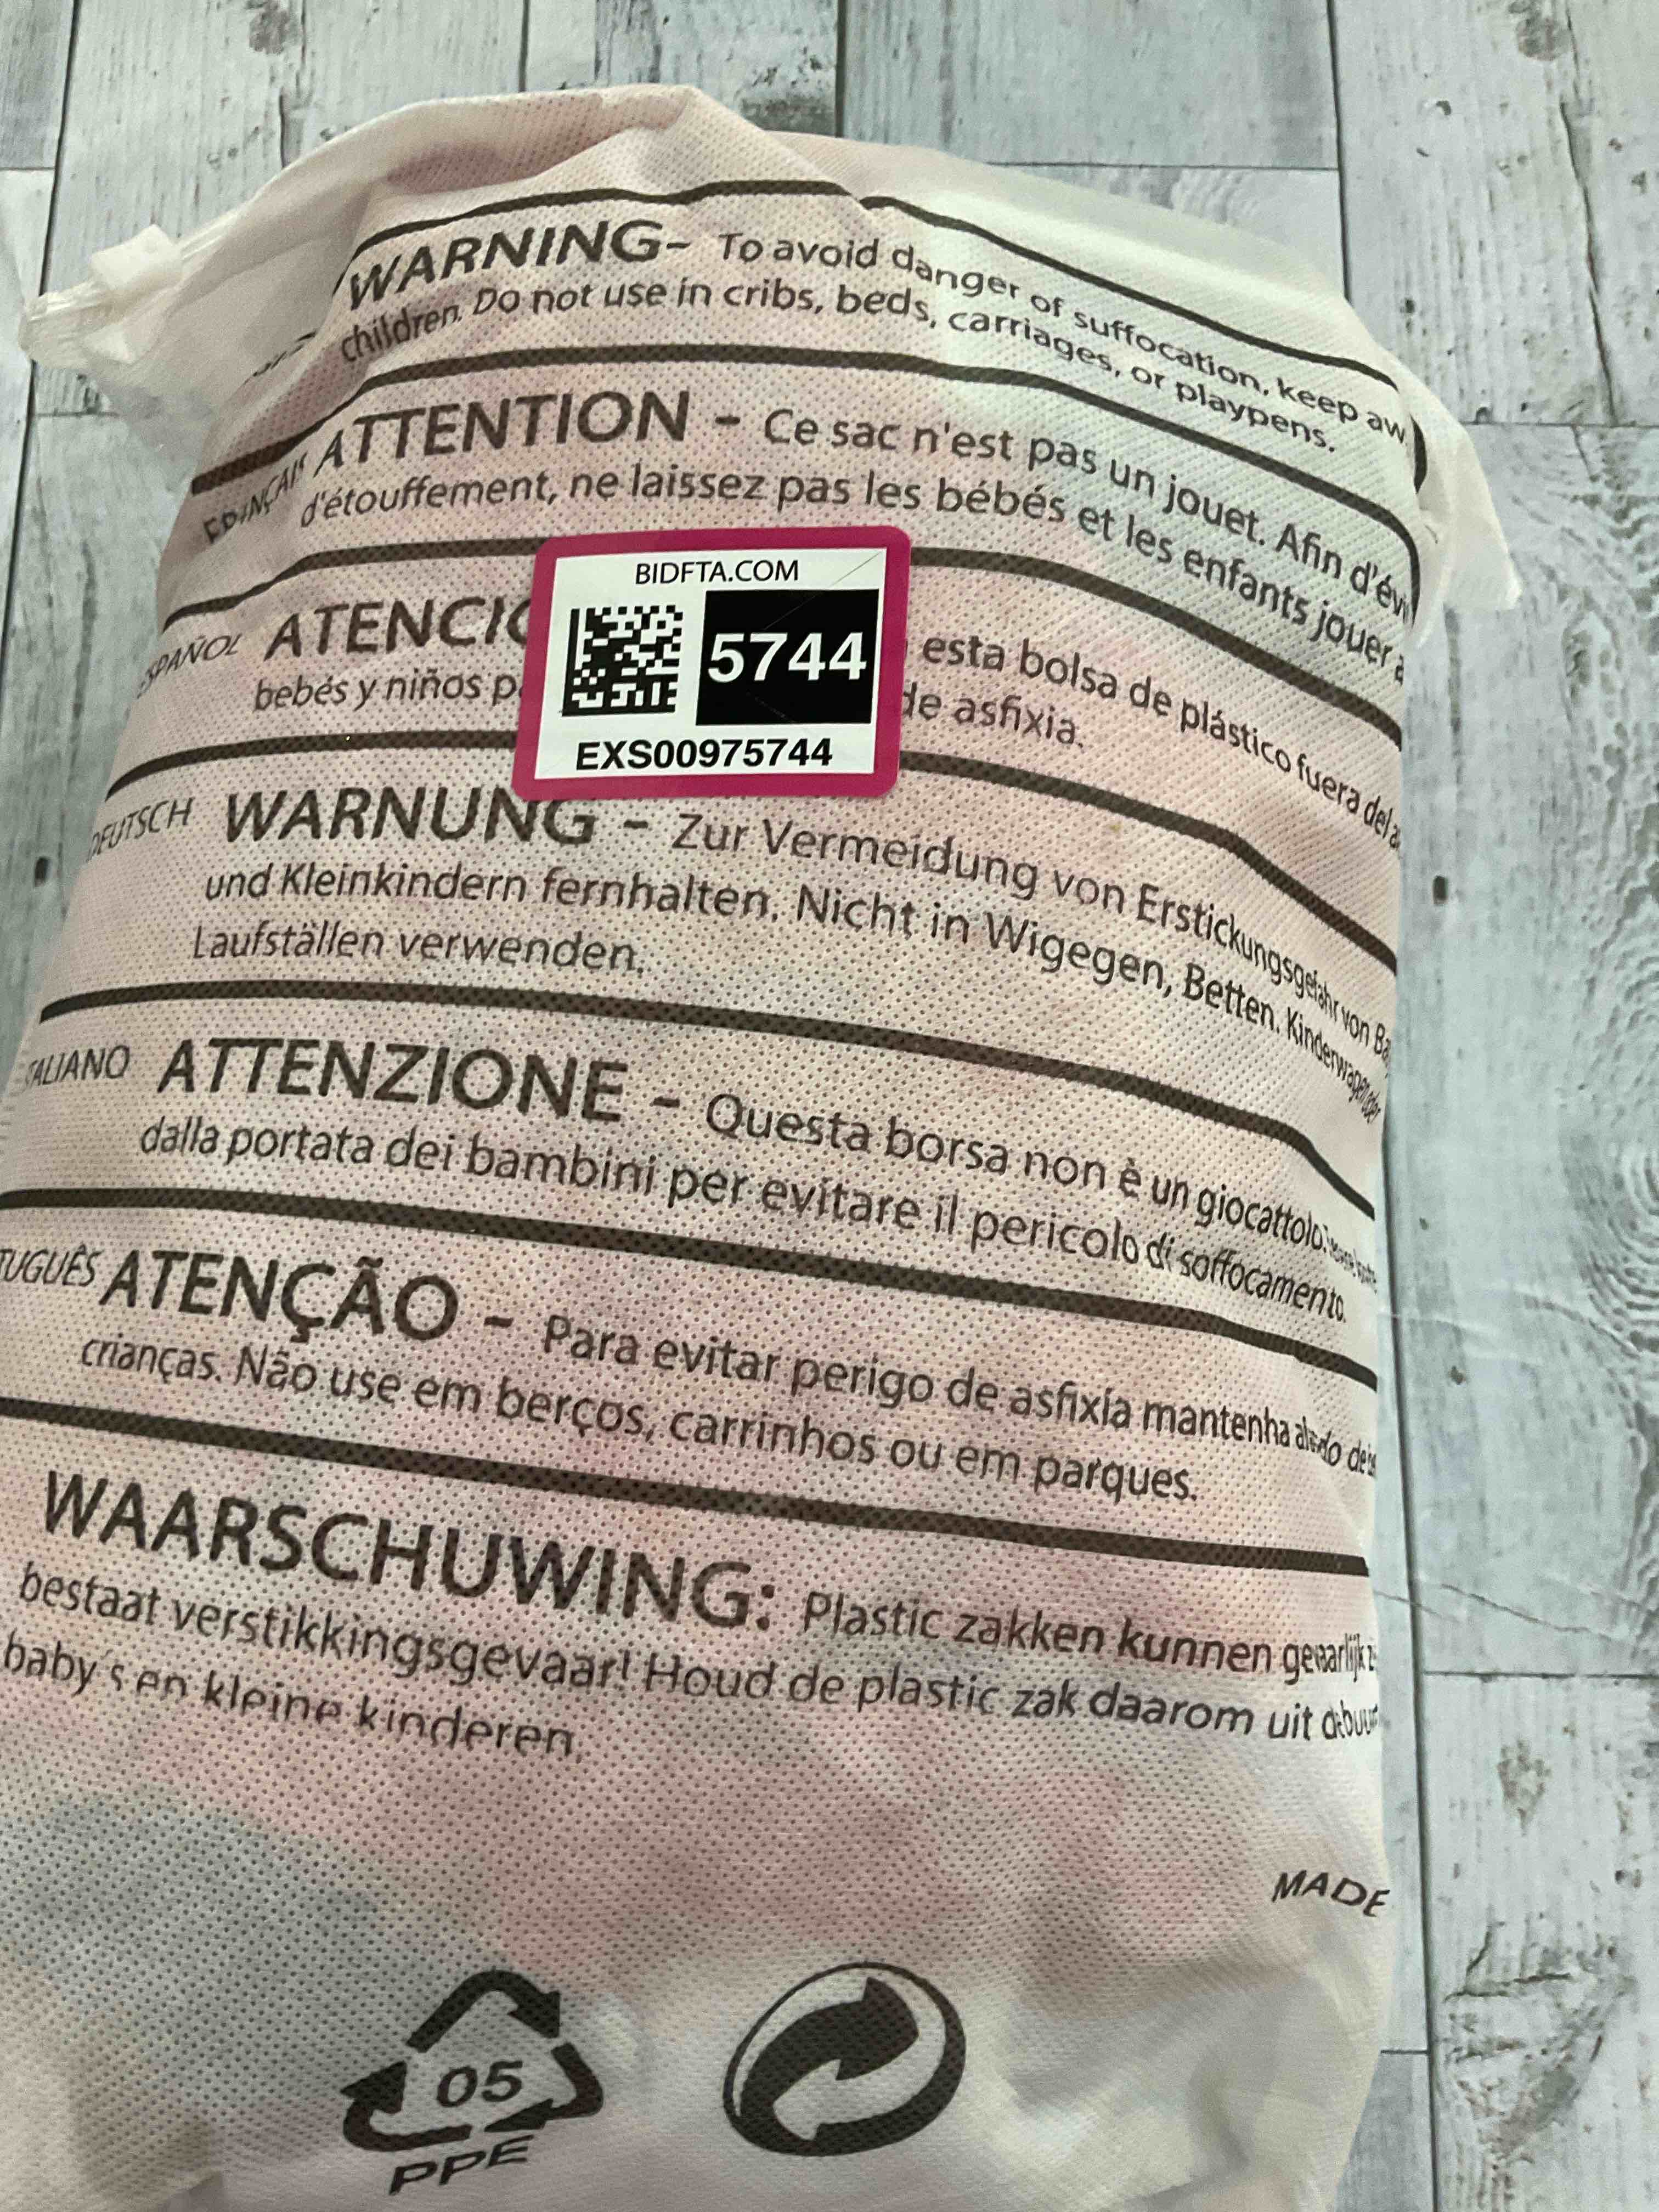 WARNING- To avoid danger of suffocation, keep
children. Do not use in cribs, beds, carriages, or playpens.
ATTENTION - Ce sac n'est pas un jouet. Afin
d'étouffement, ne laissez pas les bébés et les enfants jouer
BIDFTA.COM
5744
EXS00975744
esta bolsa de plástico fuera del
bebés y niños
de asfixia.
DEUTSCH WARNUNG - Zur Vermeidung von Erstickungsgefahr von
und Kleinkindern fernhalten. Nicht in Wigegen, Betten. Kinderwagen oder
Laufställen verwenden.
ATTENZIONE - Questa borsa non è un giocattolo.
dalla portata dei bambini per evitare il pericolo di soffocamento.
ATENÇÃO - Para evitar perigo de asfixia mantenha
crianças. Não use em berços, carrinhos ou em parques.
WAARSCHUWING: Plastic zakken kunnen gevaarlijk
bestaat verstikkingsgevaar! Houd de plastic zak daarom uit
baby's en kleine kinderen.
MADE
05
PPE